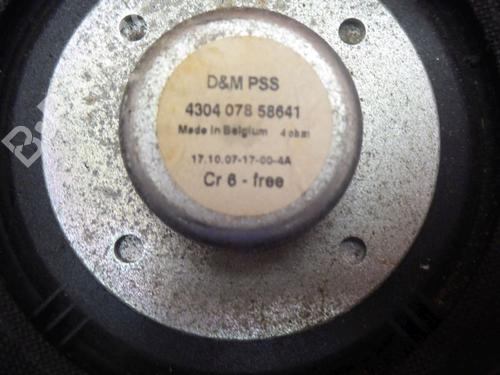 D&M PSS
4304 078 58641
Made in Belgium 4 ohm
17.10.07-17-00-4A
Cr 6 - free